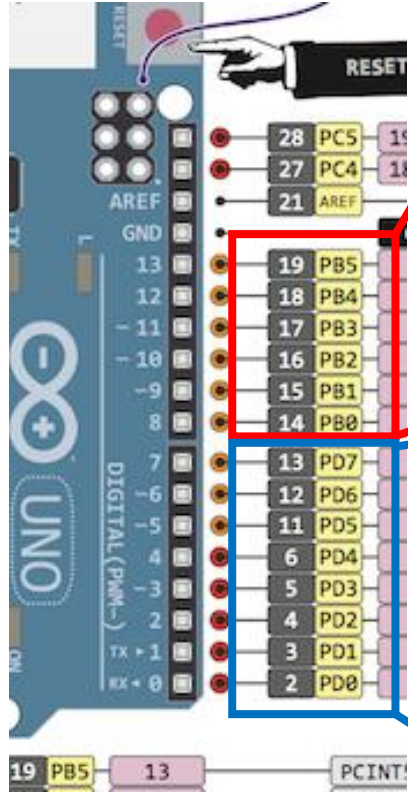 RESET
RESET
28 PC5 19
27 PC4 18
AREF 21 AREF
GND
L
TX
13 19 PB5
12 18 PB4
~11 17 PB3
~10 16 PB2
~9 15 PB1
8 14 PB0
7 13 PD7
~6 12 PD6
~5 11 PD5
4 6 PD4
~3 5 PD3
2 4 PD2
TX ▸ 1 3 PD1
RX ◂ 0 2 PD0
DIGITAL (PWM~)
UNO
ON
19 PB5 13 PCINT5